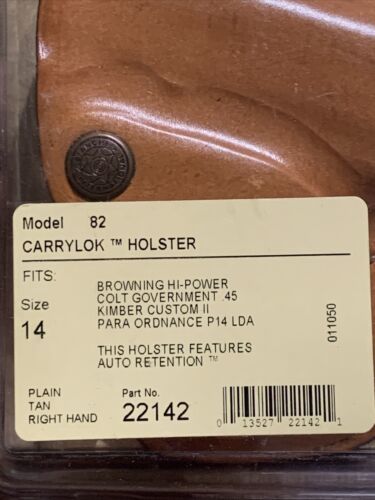 Model 82
CARRYLOK ™ HOLSTER
FITS:
BROWNING HI-POWER
COLT GOVERNMENT .45
KIMBER CUSTOM II
PARA ORDNANCE P14 LDA
Size
14
THIS HOLSTER FEATURES
AUTO RETENTION ™
011050
PLAIN
TAN
RIGHT HAND
Part No.
22142
0 13527 22142 1